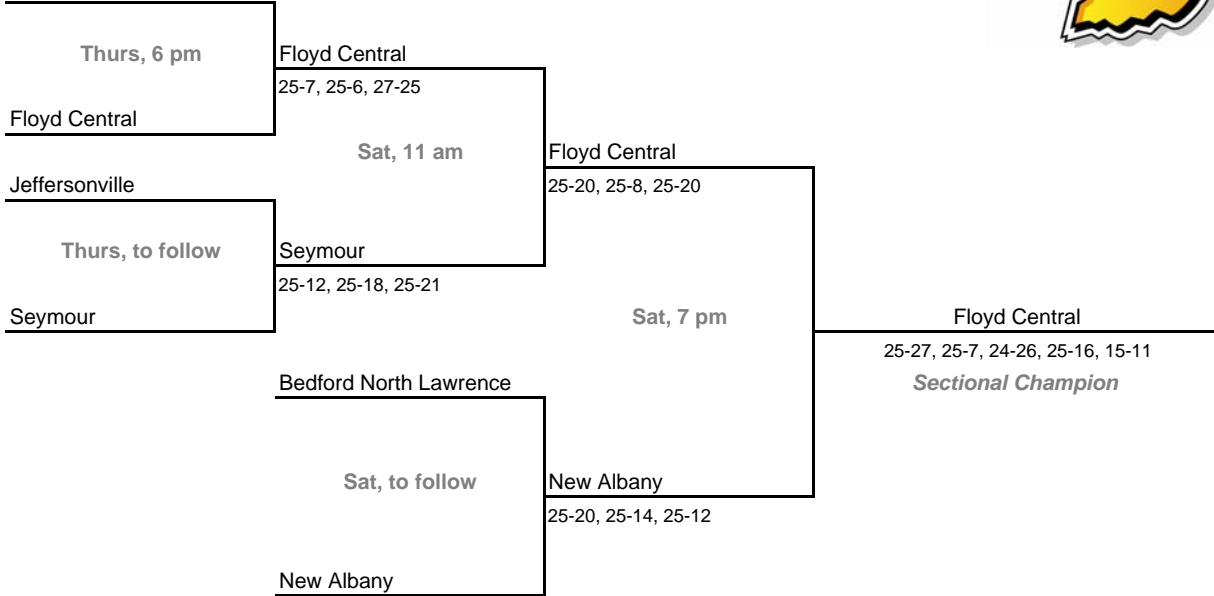 Thurs, 6 pm
Floyd Central
25-7, 25-6, 27-25
Floyd Central
Sat, 11 am
Floyd Central
Jeffersonville
25-20, 25-8, 25-20
Thurs, to follow
Seymour
25-12, 25-18, 25-21
Seymour
Sat, 7 pm
Floyd Central
25-27, 25-7, 24-26, 25-16, 15-11
Bedford North Lawrence
Sectional Champion
Sat, to follow
New Albany
25-20, 25-14, 25-12
New Albany